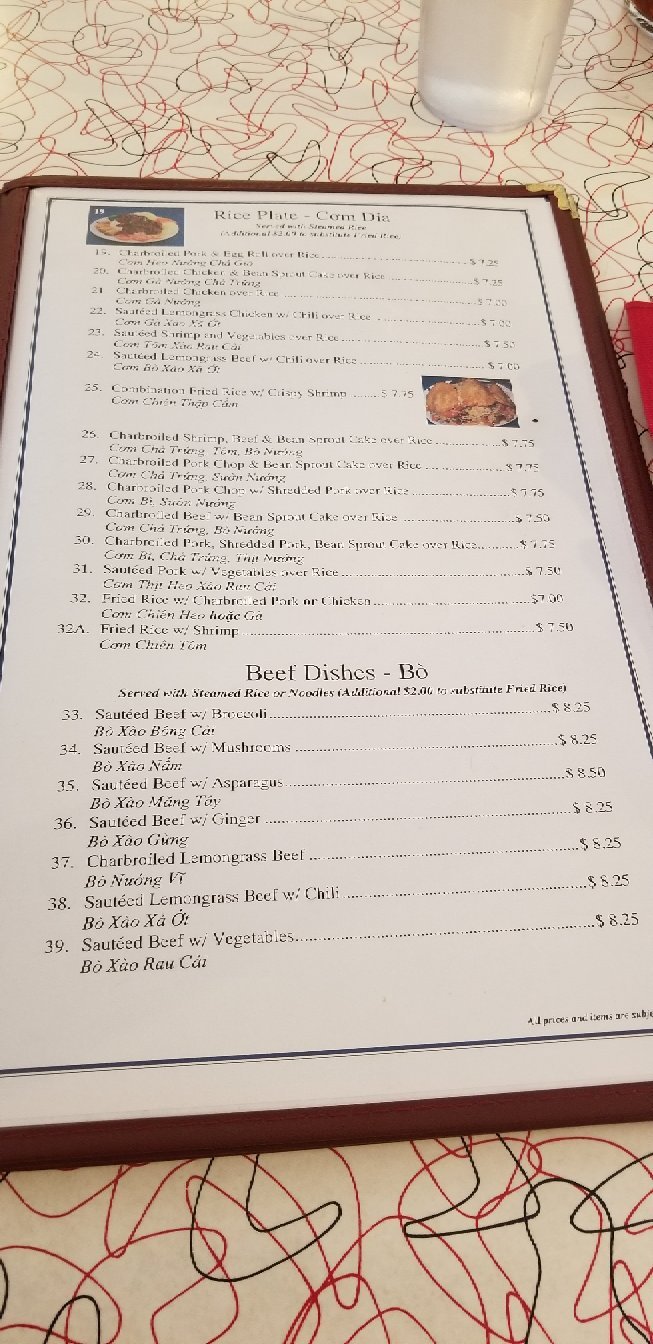 19
Rice Plate - Cơm Dĩa
Served with Steamed Rice
(Additional $2.00 to substitute Fried Rice)
19. Charbroiled Pork & Egg Roll over Rice $ 7.25
Cơm Heo Nướng Chả Giò
20. Charbroiled Chicken & Bean Sprout Cake over Rice $ 7.25
Cơm Gà Nướng Chả Trứng
21. Charbroiled Chicken over Rice $ 7.00
Cơm Gà Nướng
22. Sautéed Lemongrass Chicken w/ Chili over Rice $ 7.00
Cơm Gà Xào Xả Ớt
23. Sautéed Shrimp and Vegetables over Rice $ 7.50
Cơm Tôm Xào Rau Cải
24. Sautéed Lemongrass Beef w/ Chili over Rice $ 7.00
Cơm Bò Xào Xả Ớt
25. Combination Fried Rice w/ Crispy Shrimp ...... $ 7.75
Cơm Chiên Thập Cẩm
26. Charbroiled Shrimp, Beef & Bean Sprout Cake over Rice $ 7.75
Cơm Chả Trứng, Tôm, Bò Nướng
27. Charbroiled Pork Chop & Bean Sprout Cake over Rice $ 7.75
Cơm Chả Trứng, Sườn Nướng
28. Charbroiled Pork Chop w/ Shredded Pork over Rice $ 7.75
Cơm Bì, Sườn Nướng
29. Charbroiled Beef w/ Bean Sprout Cake over Rice $ 7.50
Cơm Chả Trứng, Bò Nướng
30. Charbroiled Pork, Shredded Pork, Bean Sprout Cake over Rice $ 7.75
Cơm Bì, Chả Trứng, Thịt Nướng
31. Sautéed Pork w/ Vegetables over Rice $ 7.50
Cơm Thịt Heo Xào Rau Cải
32. Fried Rice w/ Charbroiled Pork or Chicken $7.00
Cơm Chiên Heo hoặc Gà
32A. Fried Rice w/ Shrimp $ 7.50
Cơm Chiên Tôm
Beef Dishes - Bò
Served with Steamed Rice or Noodles (Additional $2.00 to substitute Fried Rice)
33. Sautéed Beef w/ Broccoli $ 8.25
Bò Xào Bông Cải
34. Sautéed Beef w/ Mushrooms $ 8.25
Bò Xào Nấm
35. Sautéed Beef w/ Asparagus $ 8.50
Bò Xào Măng Tây
36. Sautéed Beef w/ Ginger $ 8.25
Bò Xào Gừng
37. Charbroiled Lemongrass Beef $ 8.25
Bò Nướng Vĩ
38. Sautéed Lemongrass Beef w/ Chili $ 8.25
Bò Xào Xả Ớt
39. Sautéed Beef w/ Vegetables $ 8.25
Bò Xào Rau Cải
All prices and items are subje